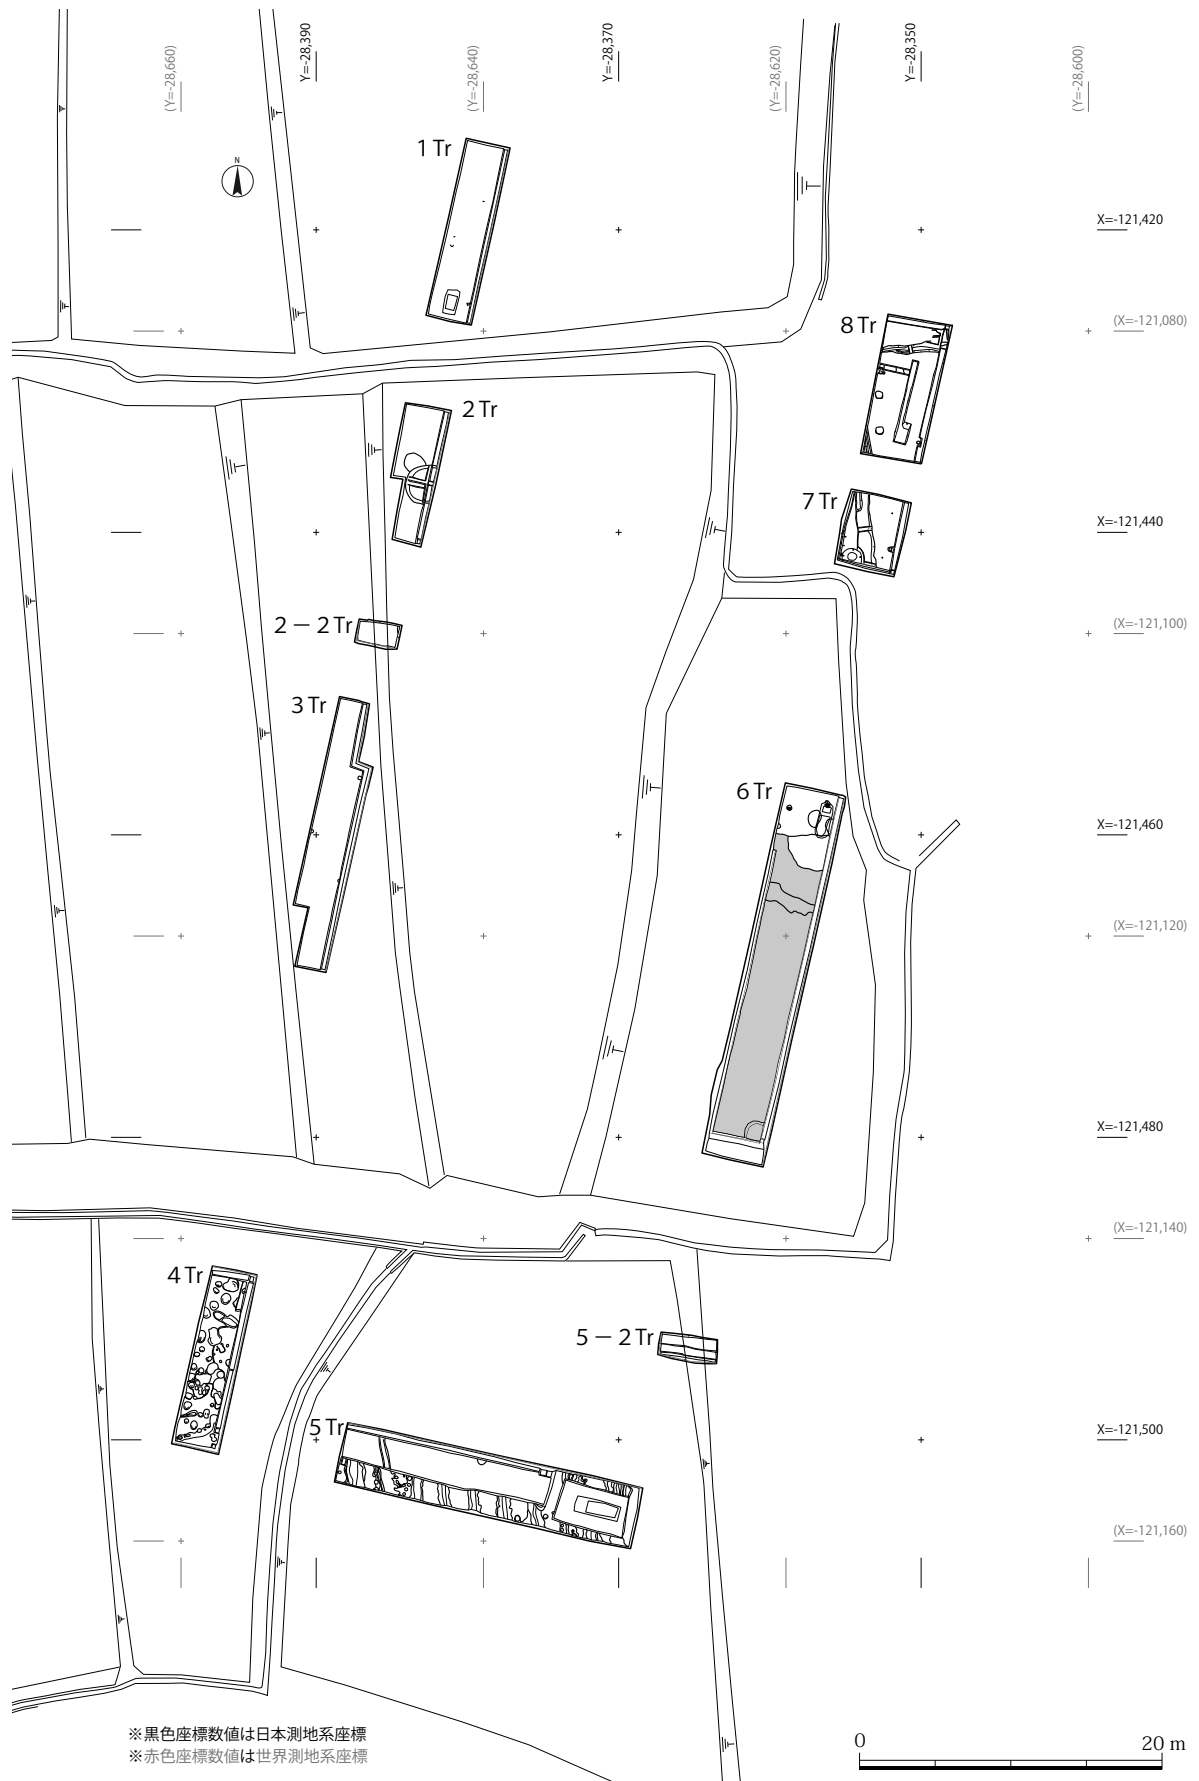 (Y=-28,660)
Y=-28,390
(Y=-28,640)
Y=-28,370
(Y=-28,620)
Y=-28,350
(Y=-28,600)
N
1 Tr
X=-121,420
8 Tr
(X=-121,080)
2 Tr
7 Tr
X=-121,440
2－2 Tr
(X=-121,100)
3 Tr
6 Tr
X=-121,460
(X=-121,120)
X=-121,480
(X=-121,140)
4 Tr
5－2 Tr
5 Tr
X=-121,500
(X=-121,160)
※黒色座標数値は日本測地系座標
※赤色座標数値は世界測地系座標
0 20 m